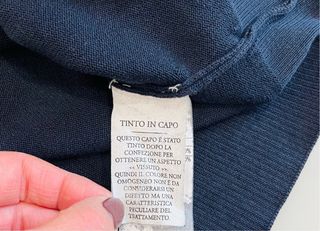 TINTO IN CAPO
QUESTO CAPO È STATO
TINTO DOPO LA
CONFEZIONE PER
OTTENERE UN ASPETTO
<< VISSUTO >>
QUINDI IL COLORE NON
OMOGENEO NON È DA
CONSIDERARSI UN
DIFETTO MA UNA
CARATTERISTICA
PECULIARE DEL
TRATTAMENTO.